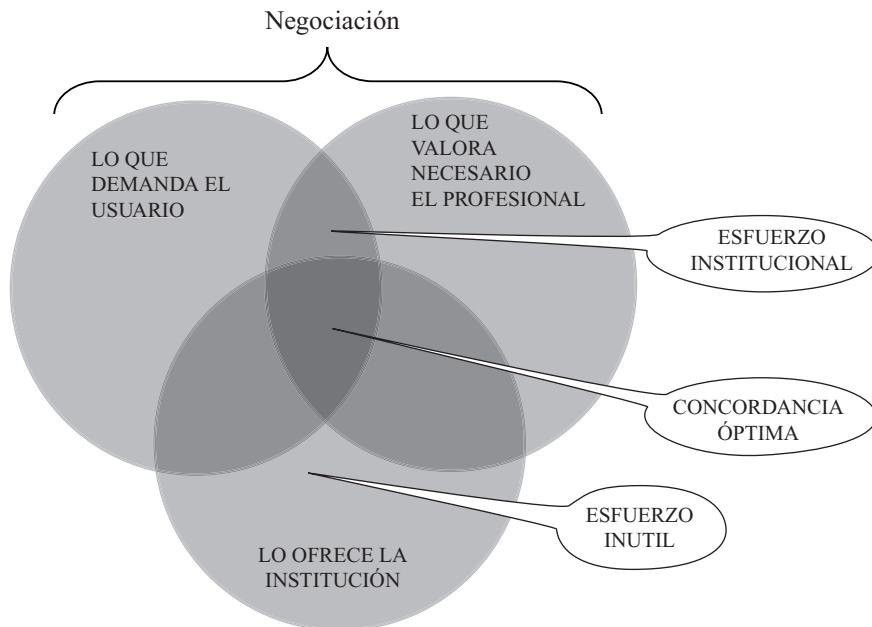 Negociación
LO QUE
DEMANDA EL
USUARIO
LO QUE
VALORA
NECESARIO
EL PROFESIONAL
ESFUERZO
INSTITUCIONAL
CONCORDANCIA
ÓPTIMA
ESFUERZO
INUTIL
LO OFRECE LA
INSTITUCIÓN